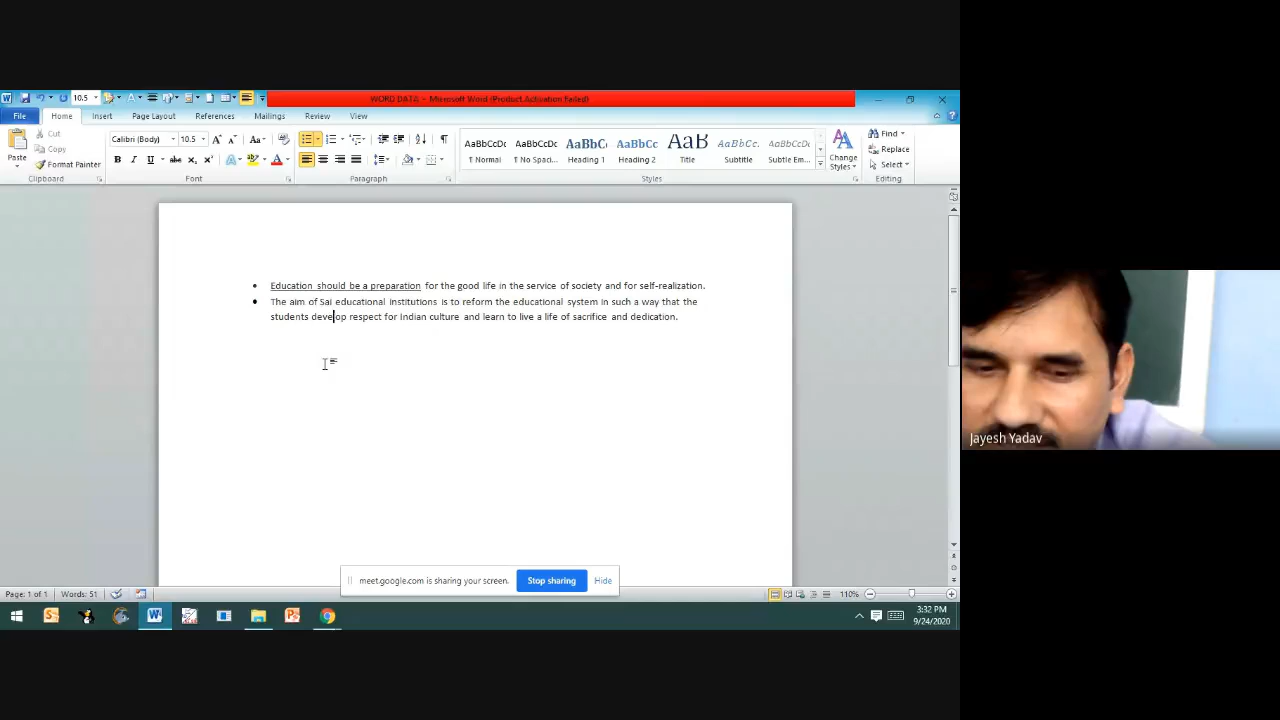 10.5
WORD DATA - Microsoft Word (Product Activation Failed)
File Home Insert Page Layout References Mailings Review View
Paste
Cut
Copy
Format Painter
Clipboard
Calibri (Body) 10.5
B I U abc X₂ X² A A
Aa
Font
Paragraph
AaBbCcDc AaBbCcDc AaBbC AaBbCc AaB AaBbCc. AaBbCcDc
¶ Normal ¶ No Spaci... Heading 1 Heading 2 Title Subtitle Subtle Em...
Styles
Change
Styles
Find
Replace
Select
Editing
• Education should be a preparation for the good life in the service of society and for self-realization.
• The aim of Sai educational institutions is to reform the educational system in such a way that the
students develop respect for Indian culture and learn to live a life of sacrifice and dedication.
Jayesh Yadav
meet.google.com is sharing your screen. Stop sharing Hide
Page: 1 of 1 Words: 51
110%
3:32 PM
9/24/2020